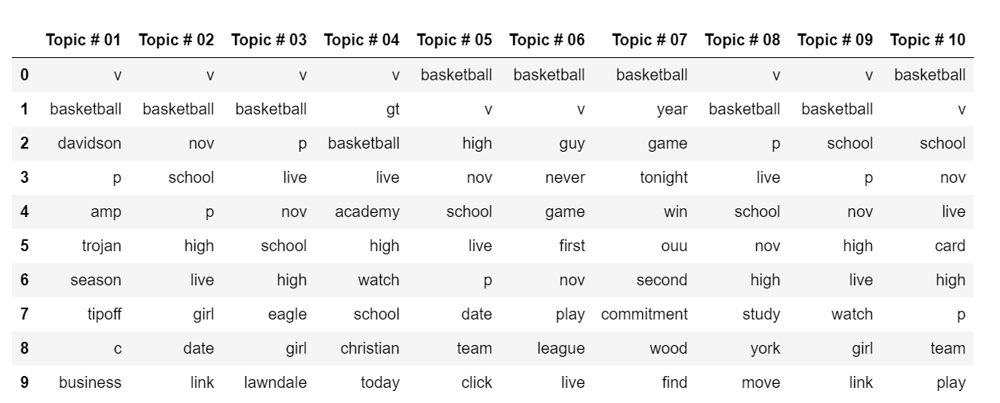 Topic # 01 Topic # 02 Topic # 03 Topic # 04 Topic # 05 Topic # 06 Topic # 07 Topic # 08 Topic # 09 Topic # 10
0 v v v v basketball basketball basketball v v basketball
1 basketball basketball basketball gt v v year basketball basketball v
2 davidson nov p basketball high guy game p school school
3 p school live live nov never tonight live p nov
4 amp p nov academy school game win school nov live
5 trojan high school high live first ouu nov high card
6 season live high watch p nov second high live high
7 tipoff girl eagle school date play commitment study watch p
8 c date girl christian team league wood york girl team
9 business link lawndale today click live find move link play